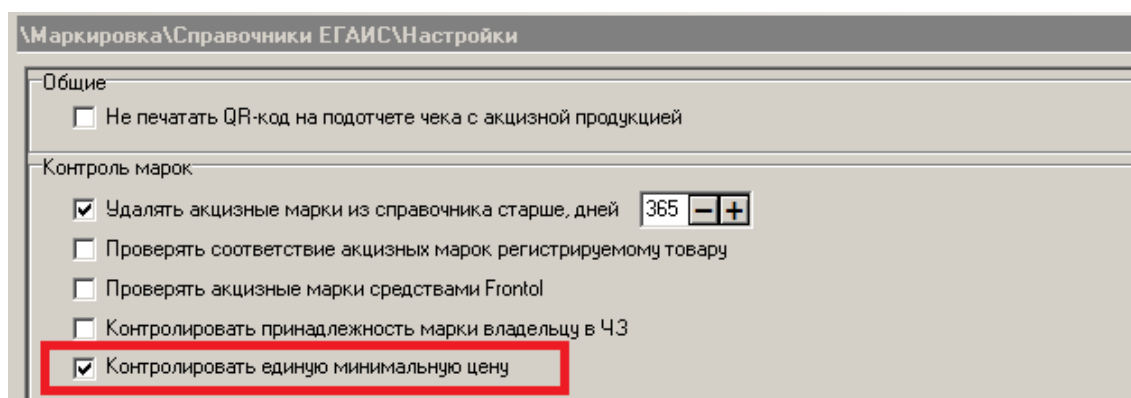 \Маркировка\Справочники ЕГАИС\Настройки
Общие
Не печатать QR-код на подотчете чека с акцизной продукцией
Контроль марок
Удалять акцизные марки из справочника старше, дней 365
Проверять соответствие акцизных марок регистрируемому товару
Проверять акцизные марки средствами Frontol
Контролировать принадлежность марки владельцу в ЧЗ
Контролировать единую минимальную цену